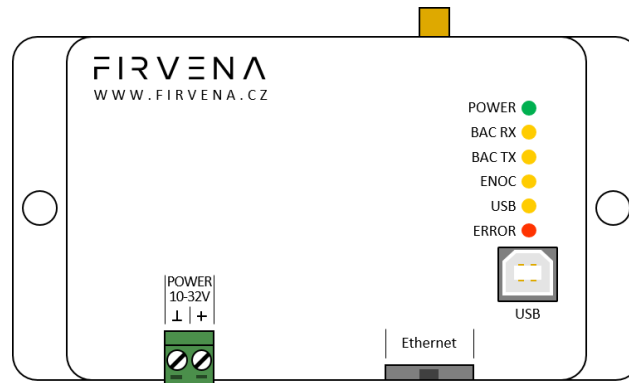 FIRVENA
WWW.FIRVENA.CZ
POWER
BAC RX
BAC TX
ENOC
USB
ERROR
USB
POWER
10-32V
⊥ +
Ethernet